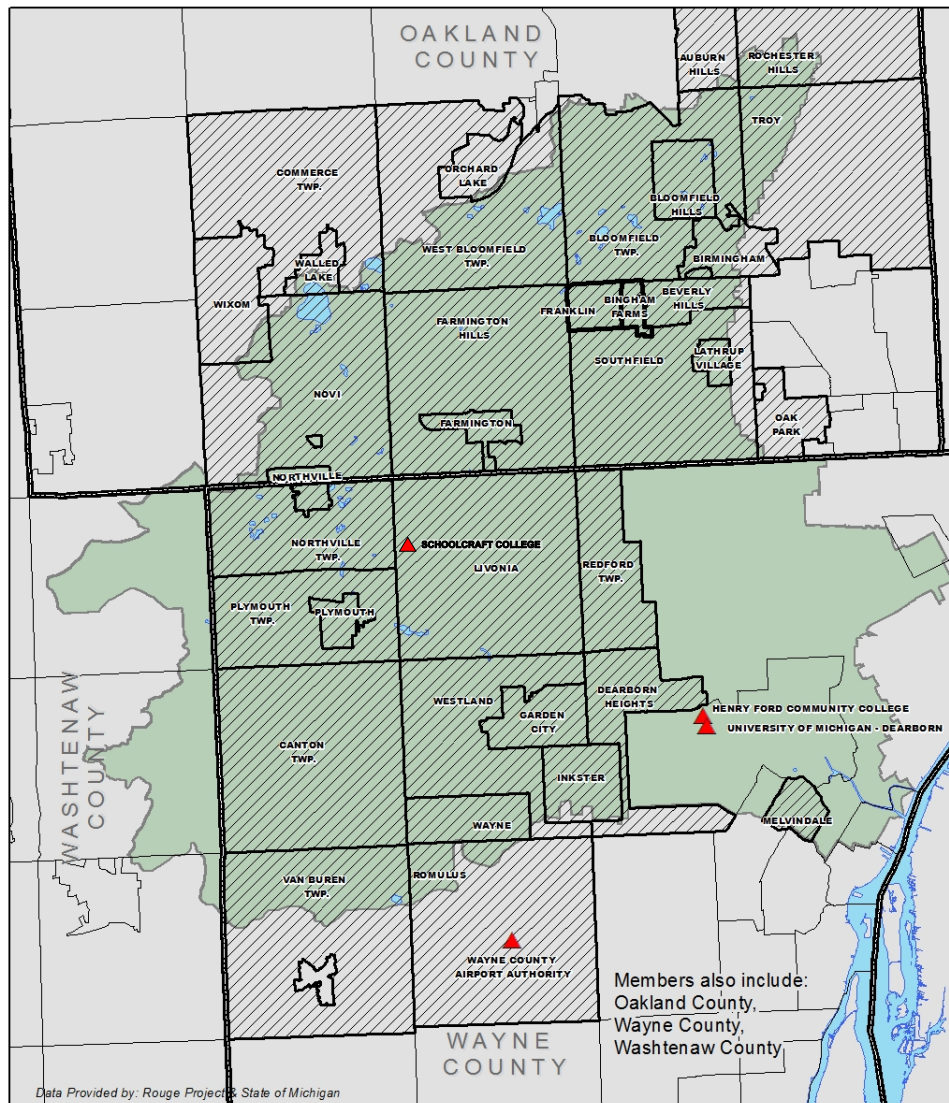 OAKLAND
COUNTY
AUBURN
HILLS
ROCHESTER
HILLS
TROY
ORCHARD
LAKE
COMMERCE
TWP.
BLOOMFIELD
HILLS
WEST BLOOMFIELD
TWP.
BLOOMFIELD
TWP.
BIRMINGHAM
WALLED
LAKE
WIXOM
FRANKLIN
BINGHAM
FARMS
BEVERLY
HILLS
FARMINGTON
HILLS
SOUTHFIELD
LATHRUP
VILLAGE
NOVI
FARMINGTON
OAK
PARK
NORTHVILLE
NORTHVILLE
TWP.
SCHOOLCRAFT COLLEGE
LIVONIA
REDFORD
TWP.
PLYMOUTH
TWP.
PLYMOUTH
WASHTENAW
COUNTY
WESTLAND
GARDEN
CITY
DEARBORN
HEIGHTS
HENRY FORD COMMUNITY COLLEGE
UNIVERSITY OF MICHIGAN - DEARBORN
CANTON
TWP.
INKSTER
WAYNE
MELVINDALE
VAN BUREN
TWP.
ROMULUS
WAYNE COUNTY
AIRPORT AUTHORITY
Members also include:
Oakland County,
Wayne County,
Washtenaw County
WAYNE
COUNTY
Data Provided by: Rouge Project & State of Michigan